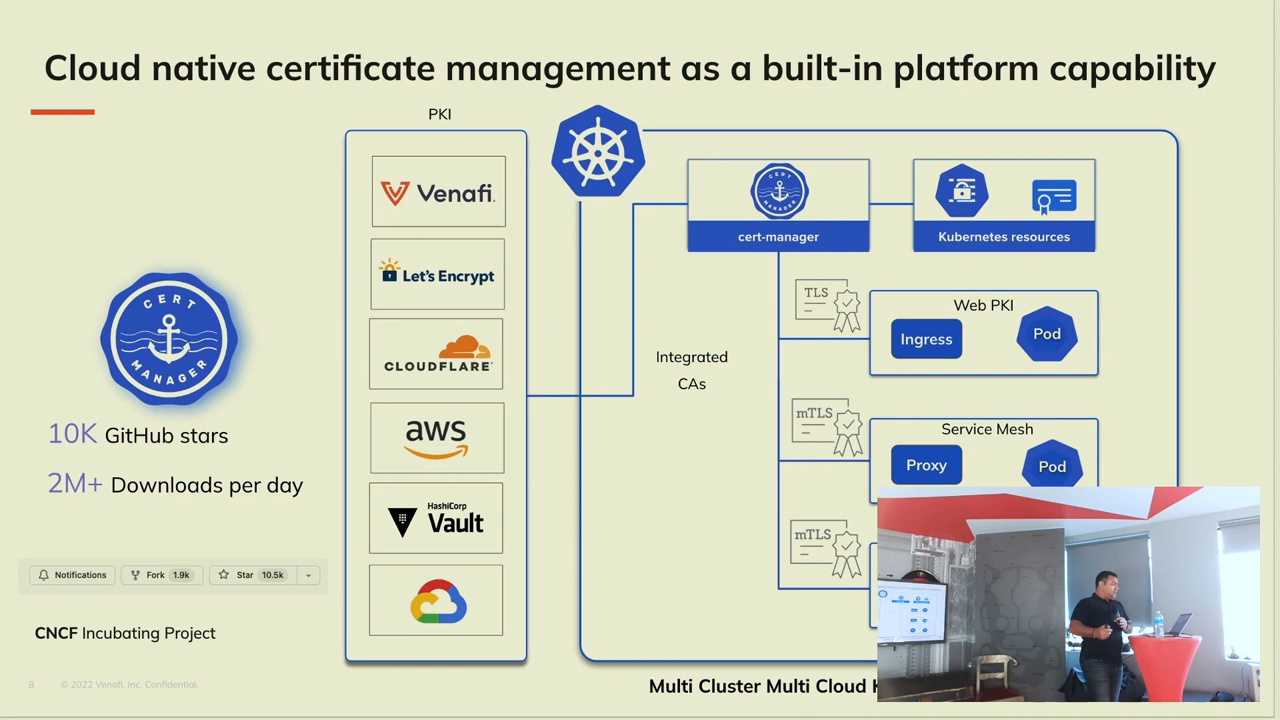 Cloud native certificate management as a built-in platform capability
PKI
Venafi
Let's Encrypt
CLOUDFLARE
aws
HashiCorp
Vault
CERT
MANAGER
10K GitHub stars
2M+ Downloads per day
Notifications
Fork 1.9k
Star 10.5k
CNCF Incubating Project
8 © 2022 Venafi, Inc. Confidential.
Integrated
CAs
CERT
MANAGER
cert-manager
Kubernetes resources
TLS
Web PKI
Ingress
Pod
mTLS
Service Mesh
Proxy
Pod
mTLS
Multi Cluster Multi Cloud